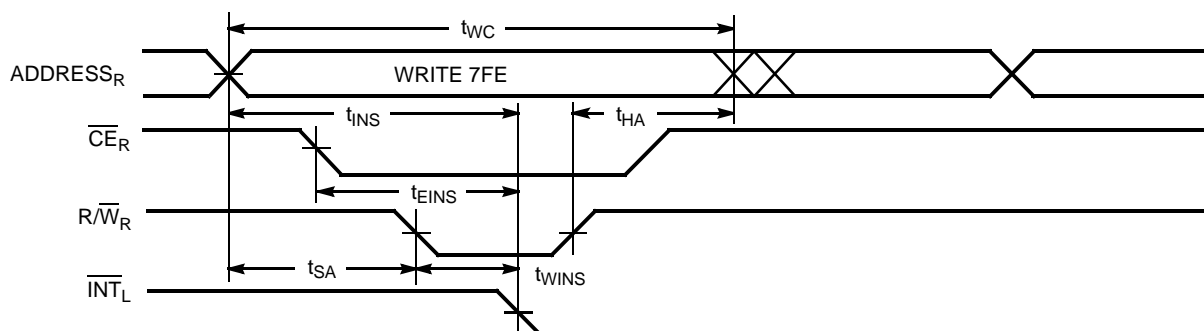 tWC
ADDRESSR
WRITE 7FE
tINS
tHA
CER
tEINS
R/WR
tSA
tWINS
INTL